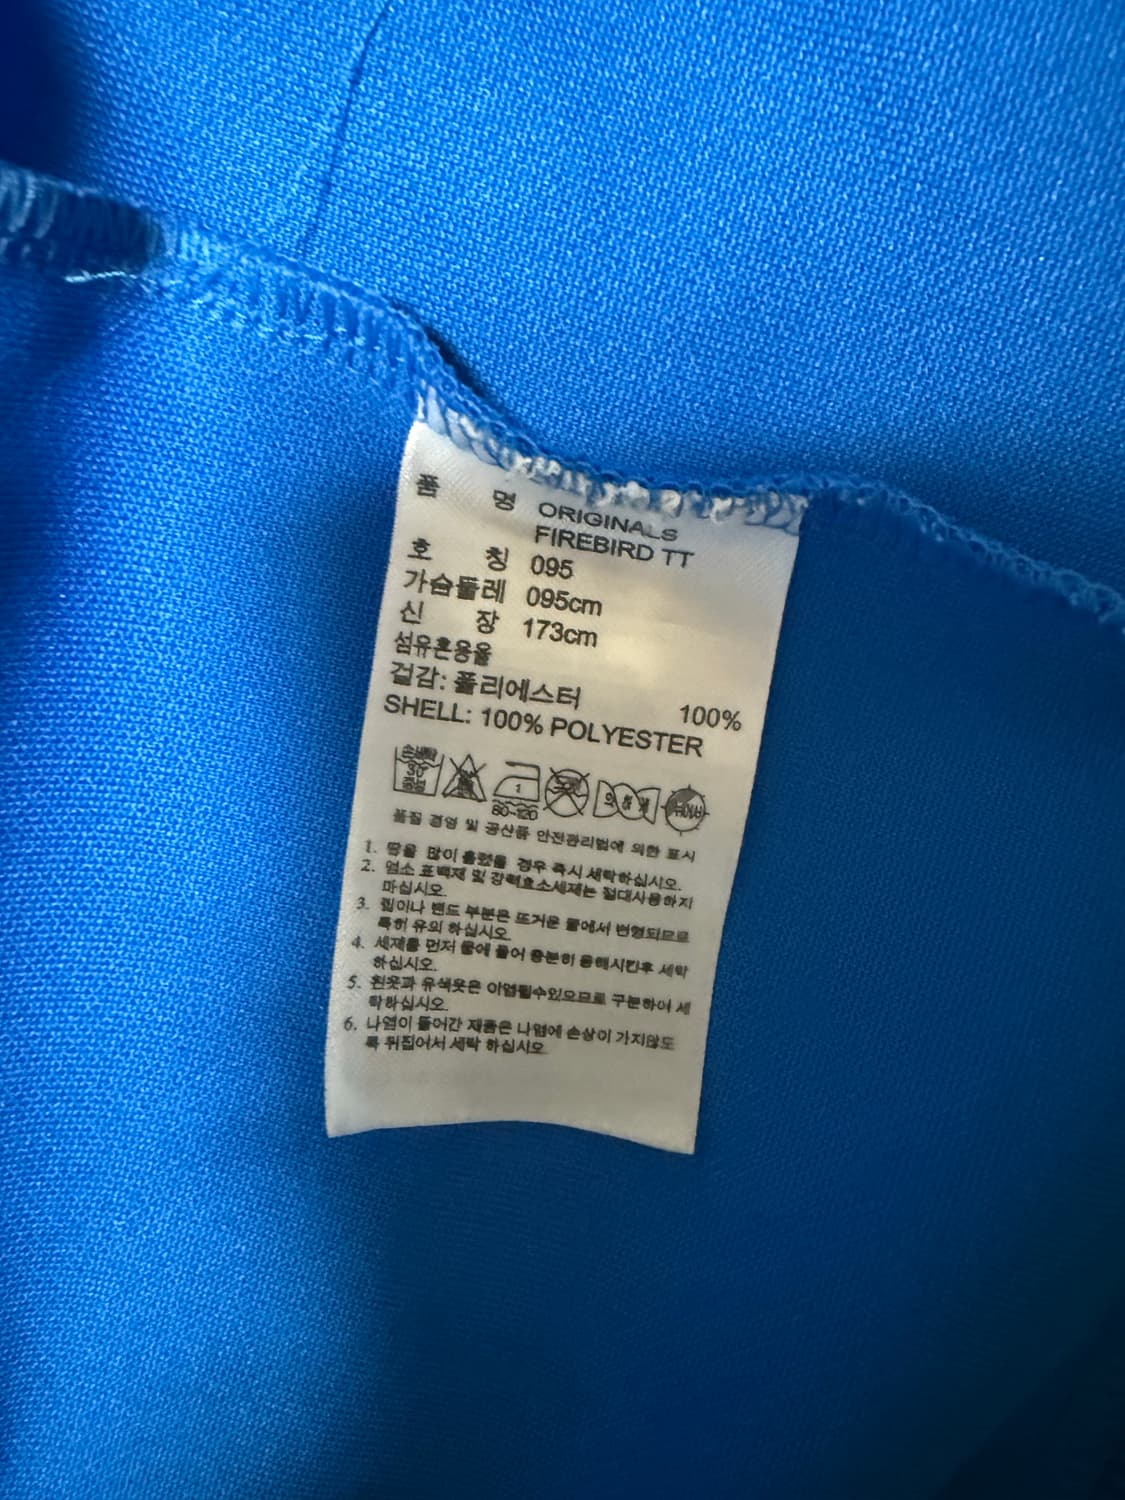 품 명 ORIGINALS
FIREBIRD TT
호 칭 095
가슴둘레 095cm
신 장 173cm
섬유혼용율
겉감: 폴리에스터 100%
SHELL: 100% POLYESTER
손세탁
30°
중성
1
80~120
품질 경영 및 공산품 안전관리법에 의한 표시
1. 땀을 많이 흘렸을 경우 즉시 세탁하십시오.
2. 염소 표백제 및 강력효소세제는 절대사용하지
마십시오.
3. 립이나 밴드 부분은 뜨거운 물에서 변형되므로
특히 유의 하십시오.
4. 세제를 먼저 물에 풀어 충분히 용해시킨후 세탁
하십시오.
5. 흰옷과 유색옷은 이염될수있으므로 구분하여 세
탁하십시오.
6. 나염이 들어간 제품은 나염에 손상이 가지않도
록 뒤집어서 세탁 하십시오